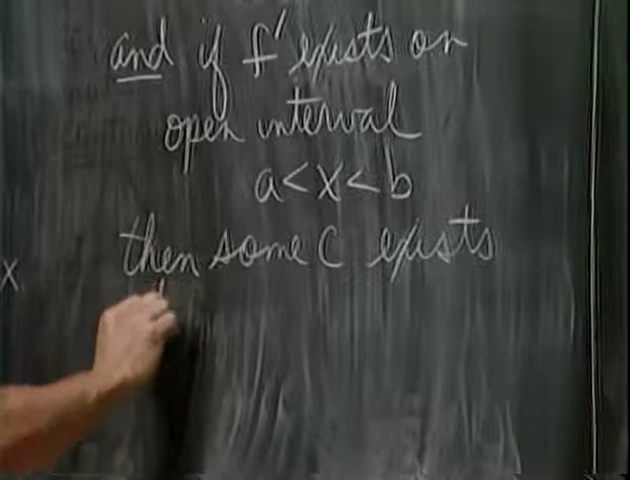 and if f' exists on
open interval
a < x < b
then some c exists
x